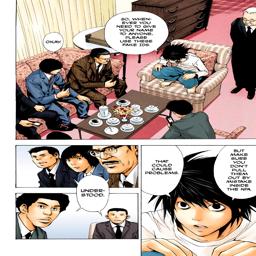 SO, WHEN-
EVER YOU
NEED TO GIVE
YOUR NAME
TO ANYONE,
PLEASE
USE THESE
FAKE IDS.
OKAY.
BUT
MAKE SURE
YOU
DON'T
PULL
THEM
OUT BY
MISTAKE
INSIDE
THE NPA.
THAT
COULD
CAUSE
PROBLEMS.
UNDER-
STOOD.